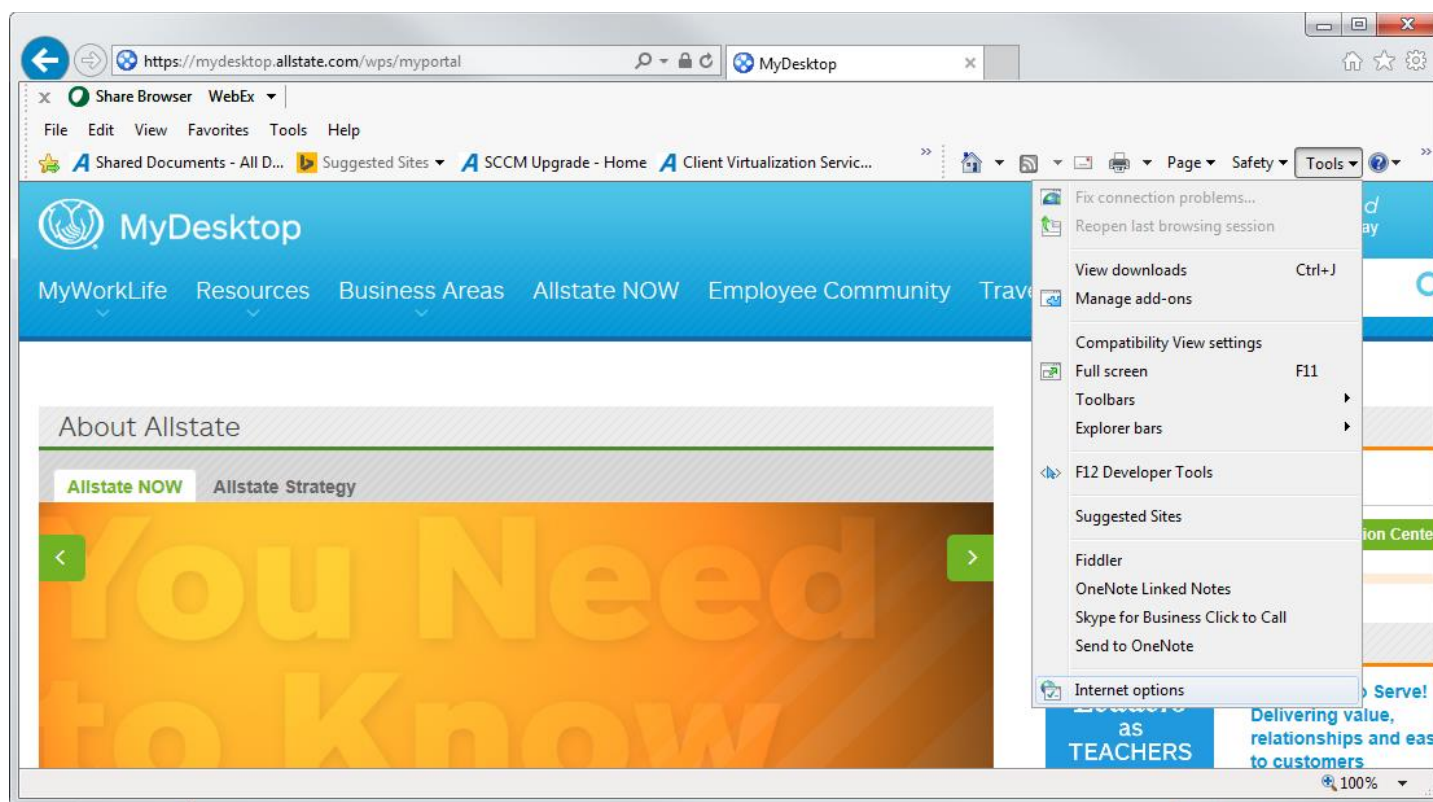 https://mydesktop.allstate.com/wps/myportal
MyDesktop
x Share Browser WebEx
File Edit View Favorites Tools Help
Shared Documents - All D... Suggested Sites SCCM Upgrade - Home Client Virtualization Servic... Page Safety Tools
MyDesktop
MyWorkLife Resources Business Areas Allstate NOW Employee Community
Fix connection problems...
Reopen last browsing session
View downloads Ctrl+J
Manage add-ons
Compatibility View settings
Full screen F11
Toolbars
Explorer bars
F12 Developer Tools
Suggested Sites
Fiddler
OneNote Linked Notes
Skype for Business Click to Call
Send to OneNote
Internet options
About Allstate
Allstate NOW Allstate Strategy
You Need
to Know
as
TEACHERS
Serve!
Delivering value,
relationships and
to customers
100%